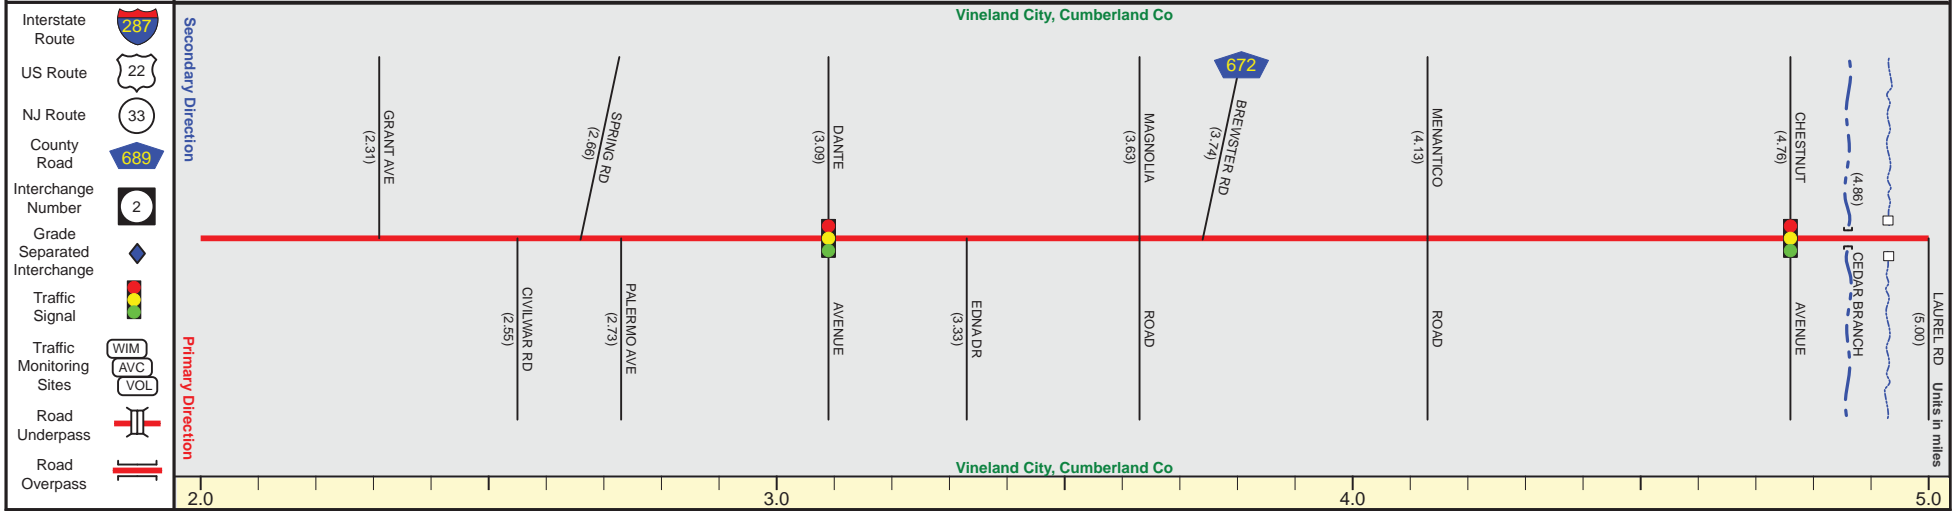 Interstate
Route
287
US Route
22
NJ Route
33
County
Road
689
Interchange
Number
2
Grade
Separated
Interchange
Traffic
Signal
Traffic
Monitoring
Sites
WIM
AVC
VOL
Road
Underpass
Road
Overpass
Secondary Direction
Primary Direction
Vineland City, Cumberland Co
GRANT AVE
(2.31)
CIVILWAR RD
(2.55)
SPRING RD
(2.66)
PALERMO AVE
(2.73)
DANTE
AVENUE
(3.09)
EDNA DR
(3.33)
MAGNOLIA
ROAD
(3.63)
672
BREWSTER RD
(3.74)
MENANTICO
ROAD
(4.13)
CHESTNUT
AVENUE
(4.76)
(4.86)
CEDAR BRANCH
LAUREL RD
(5.00)
Units in miles
Vineland City, Cumberland Co
2.0
3.0
4.0
5.0